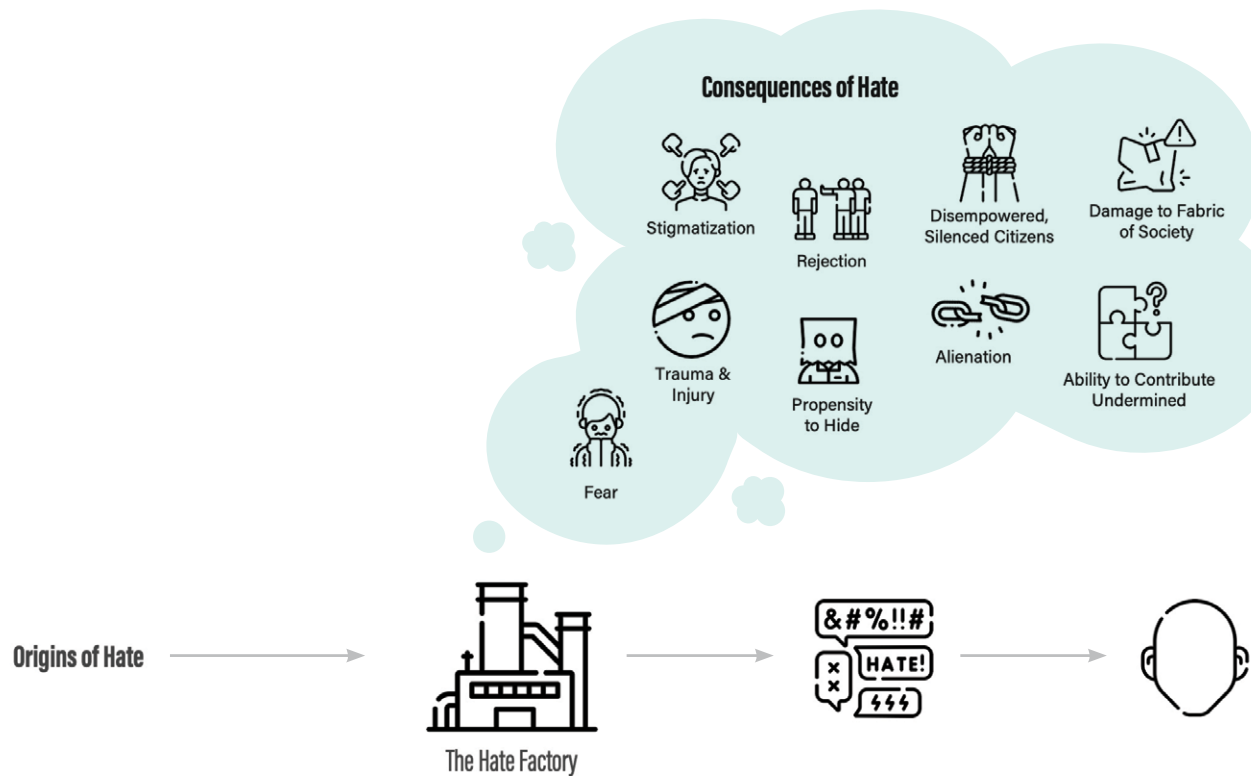 Consequences of Hate
Stigmatization
Rejection
Disempowered,
Silenced Citizens
Damage to Fabric
of Society
Trauma &
Injury
Propensity
to Hide
Alienation
Ability to Contribute
Undermined
Fear
Origins of Hate
&#%!!#
HATE!
x
x
The Hate Factory